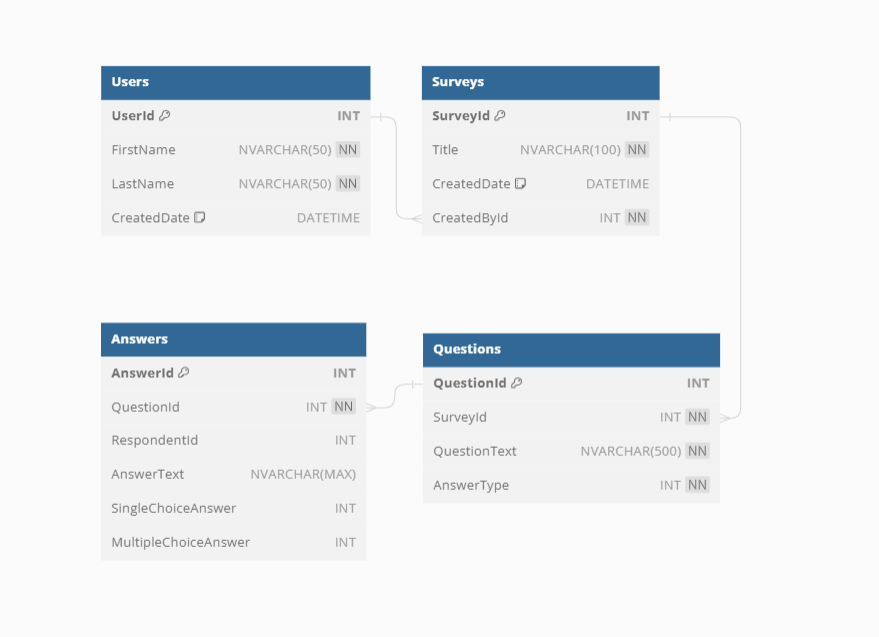 Users
UserId INT
FirstName NVARCHAR(50) NN
LastName NVARCHAR(50) NN
CreatedDate DATETIME
Surveys
SurveyId INT
Title NVARCHAR(100) NN
CreatedDate DATETIME
CreatedById INT NN
Answers
AnswerId INT
QuestionId INT NN
RespondentId INT
AnswerText NVARCHAR(MAX)
SingleChoiceAnswer INT
MultipleChoiceAnswer INT
Questions
QuestionId INT
SurveyId INT NN
QuestionText NVARCHAR(500) NN
AnswerType INT NN